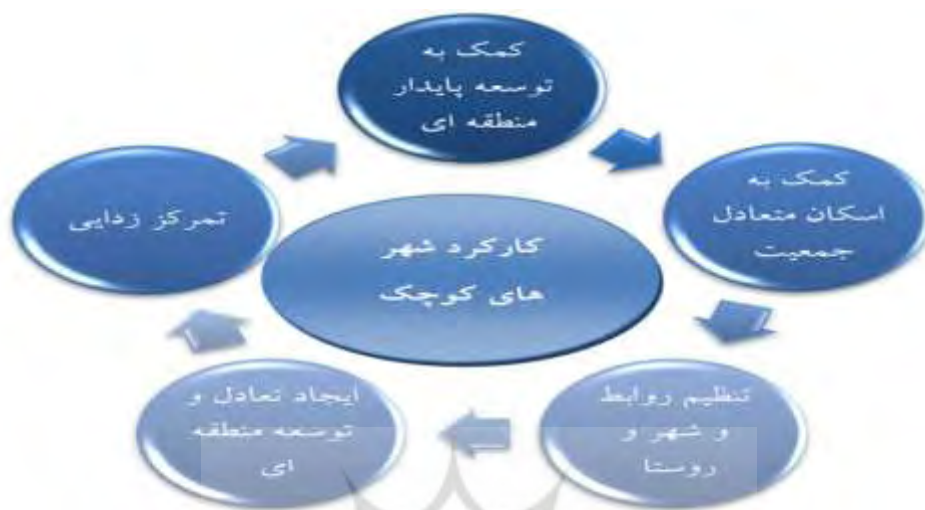 کمک به
توسعه پایدار
منطقه ای
کمک به
اسکان متعادل
جمعیت
تنظیم روابط
و شهر و
روستا
ایجاد تعادل و
توسعه منطقه
ای
تمرکز زدایی
کارکرد شهر
های کوچک